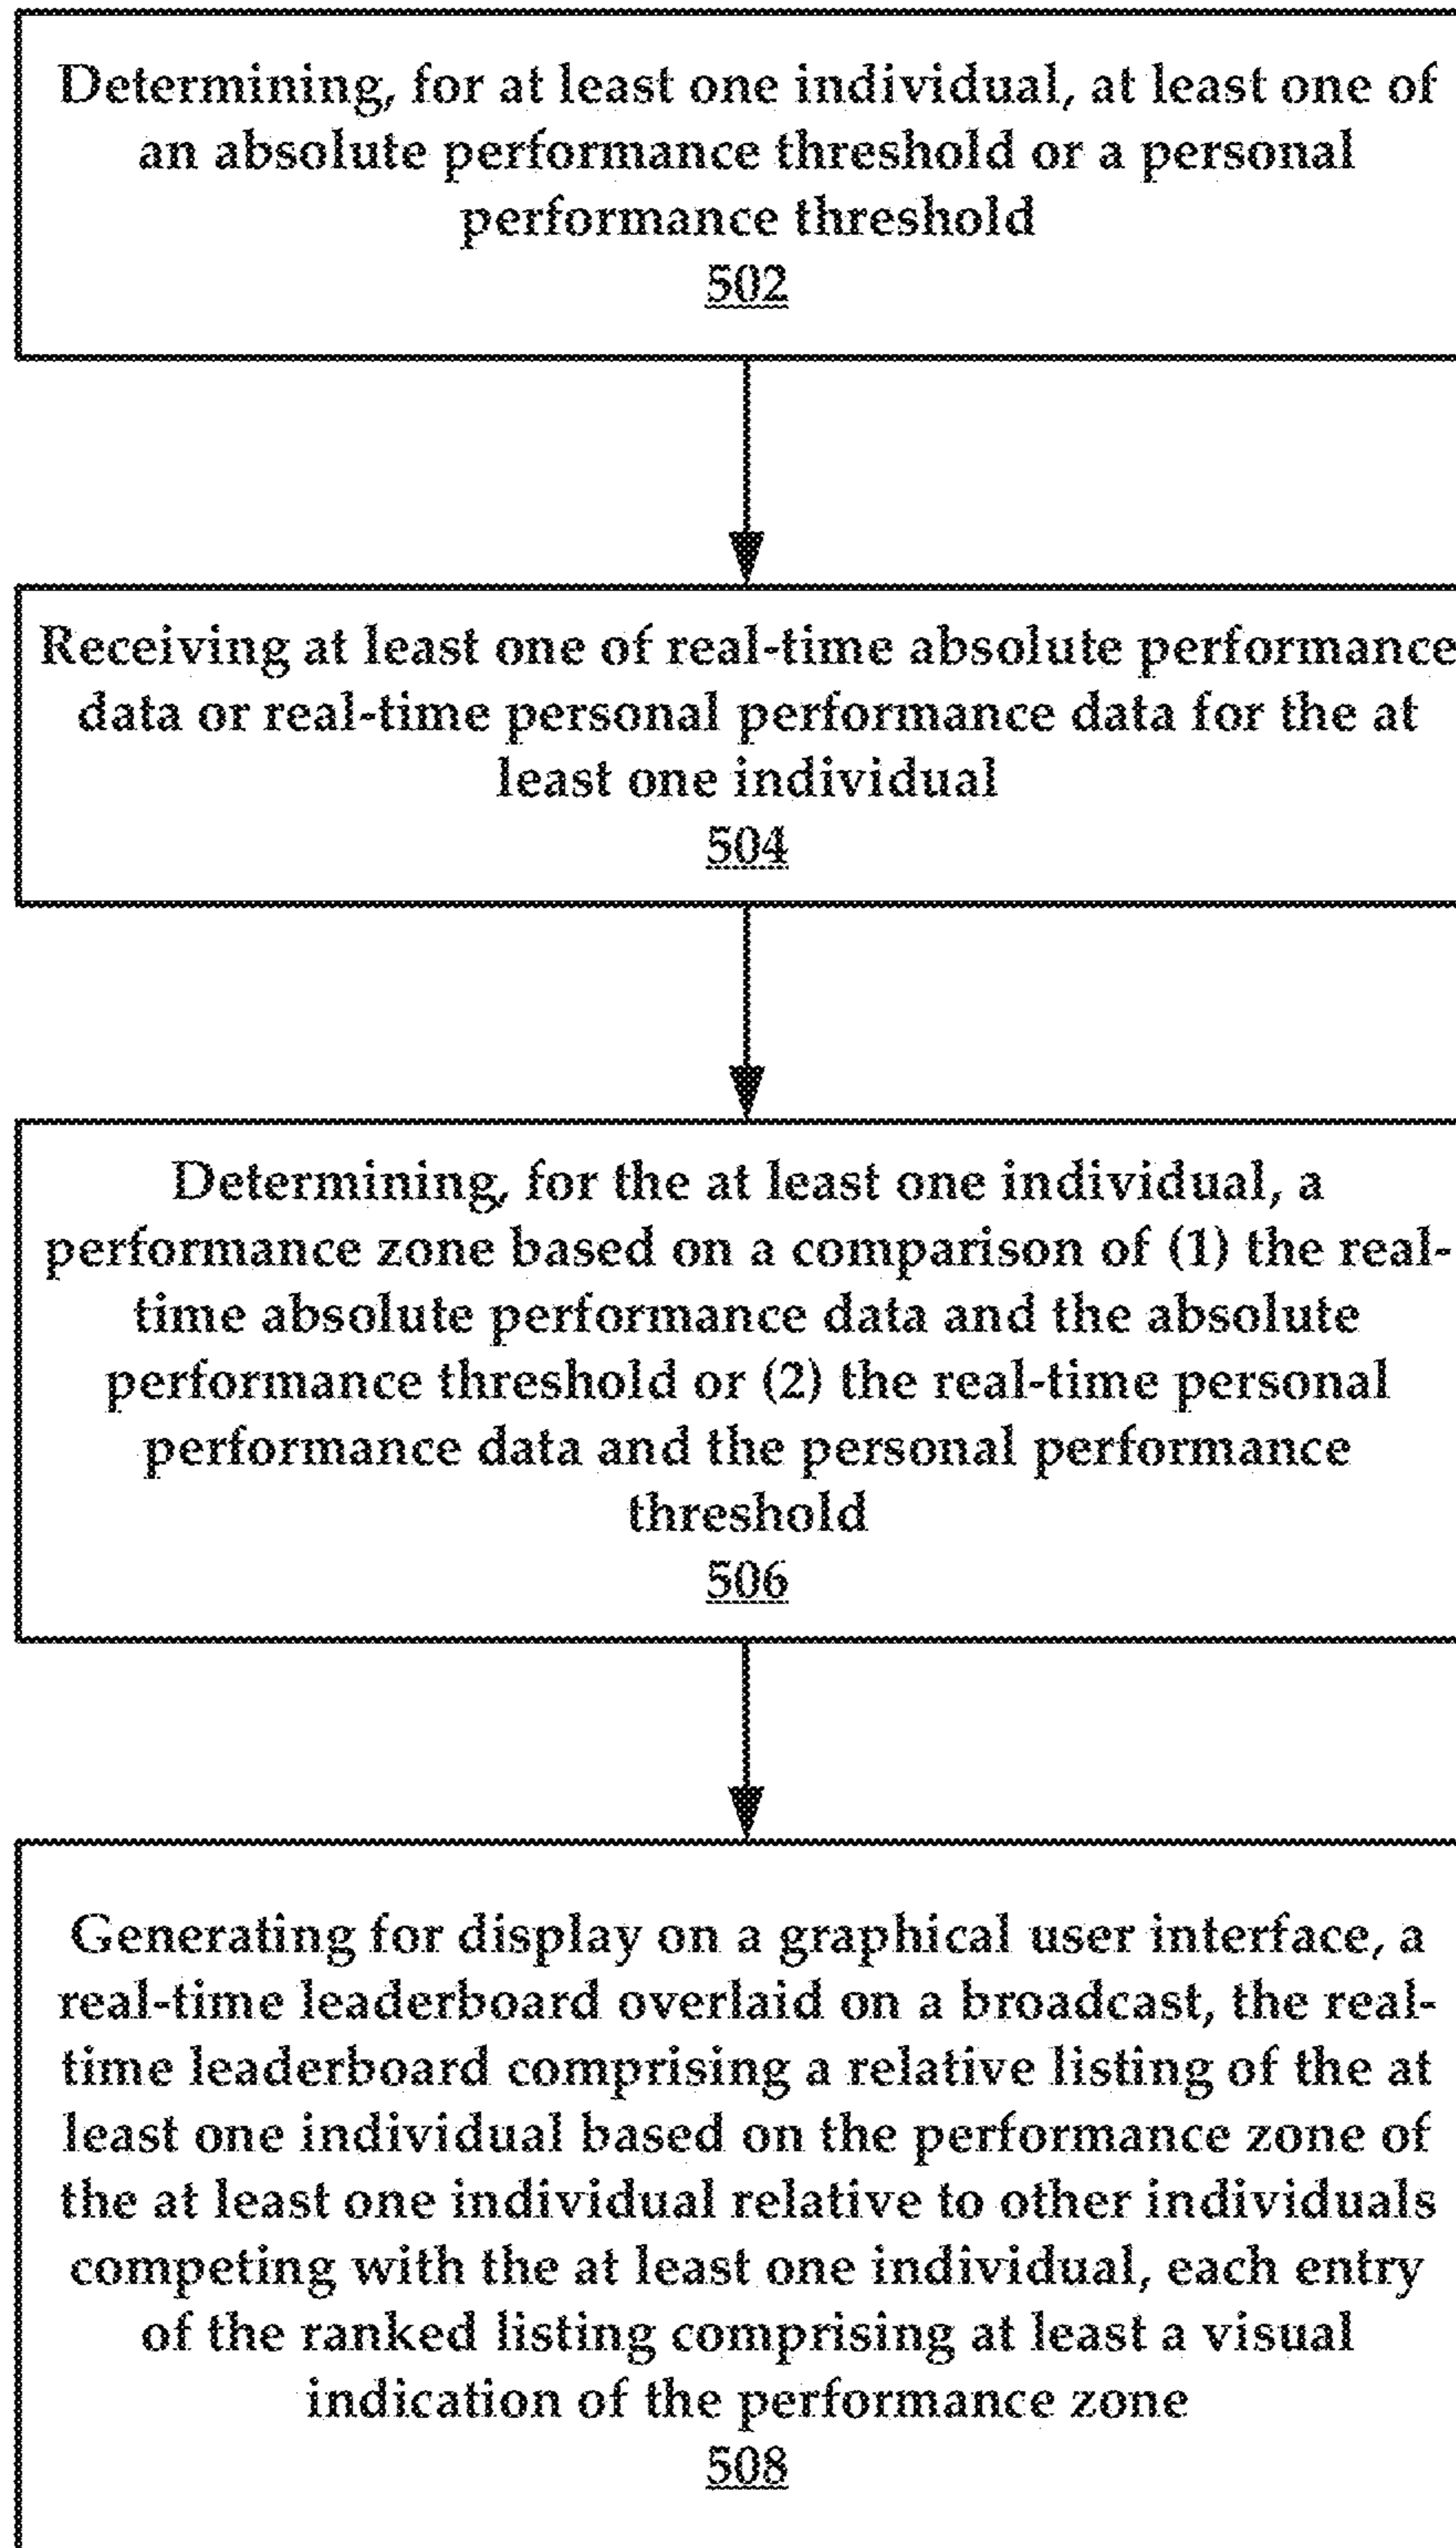 Determining, for at least one individual, at least one of
an absolute performance threshold or a personal
performance threshold
502
Receiving at least one of real-time absolute performance
data or real-time personal performance data for the at
least one individual
504
Determining, for the at least one individual, a
performance zone based on a comparison of (1) the real-
time absolute performance data and the absolute
performance threshold or (2) the real-time personal
performance data and the personal performance
threshold
506
Generating for display on a graphical user interface, a
real-time leaderboard overlaid on a broadcast, the real-
time leaderboard comprising a relative listing of the at
least one individual based on the performance zone of
the at least one individual relative to other individuals
competing with the at least one individual, each entry
of the ranked listing comprising at least a visual
indication of the performance zone
508